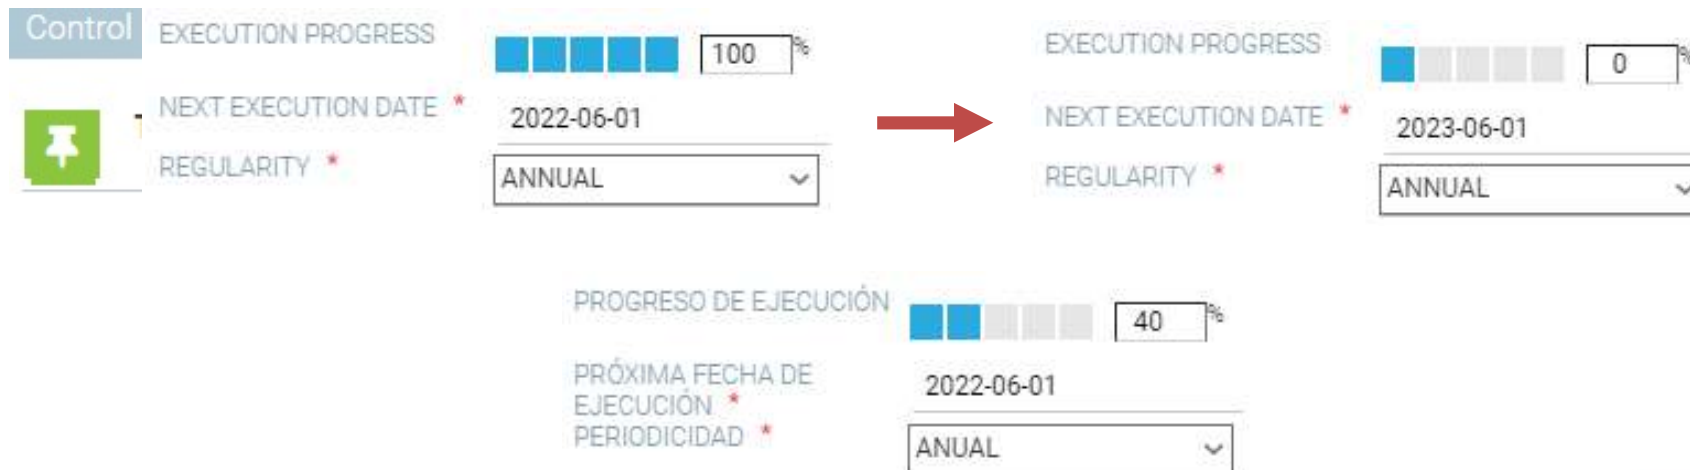 Control
EXECUTION PROGRESS
100 %
NEXT EXECUTION DATE *
2022-06-01
REGULARITY *
ANNUAL
EXECUTION PROGRESS
0 %
NEXT EXECUTION DATE *
2023-06-01
REGULARITY *
ANNUAL
PROGRESO DE EJECUCIÓN
40 %
PRÓXIMA FECHA DE
EJECUCIÓN *
2022-06-01
PERIODICIDAD *
ANUAL